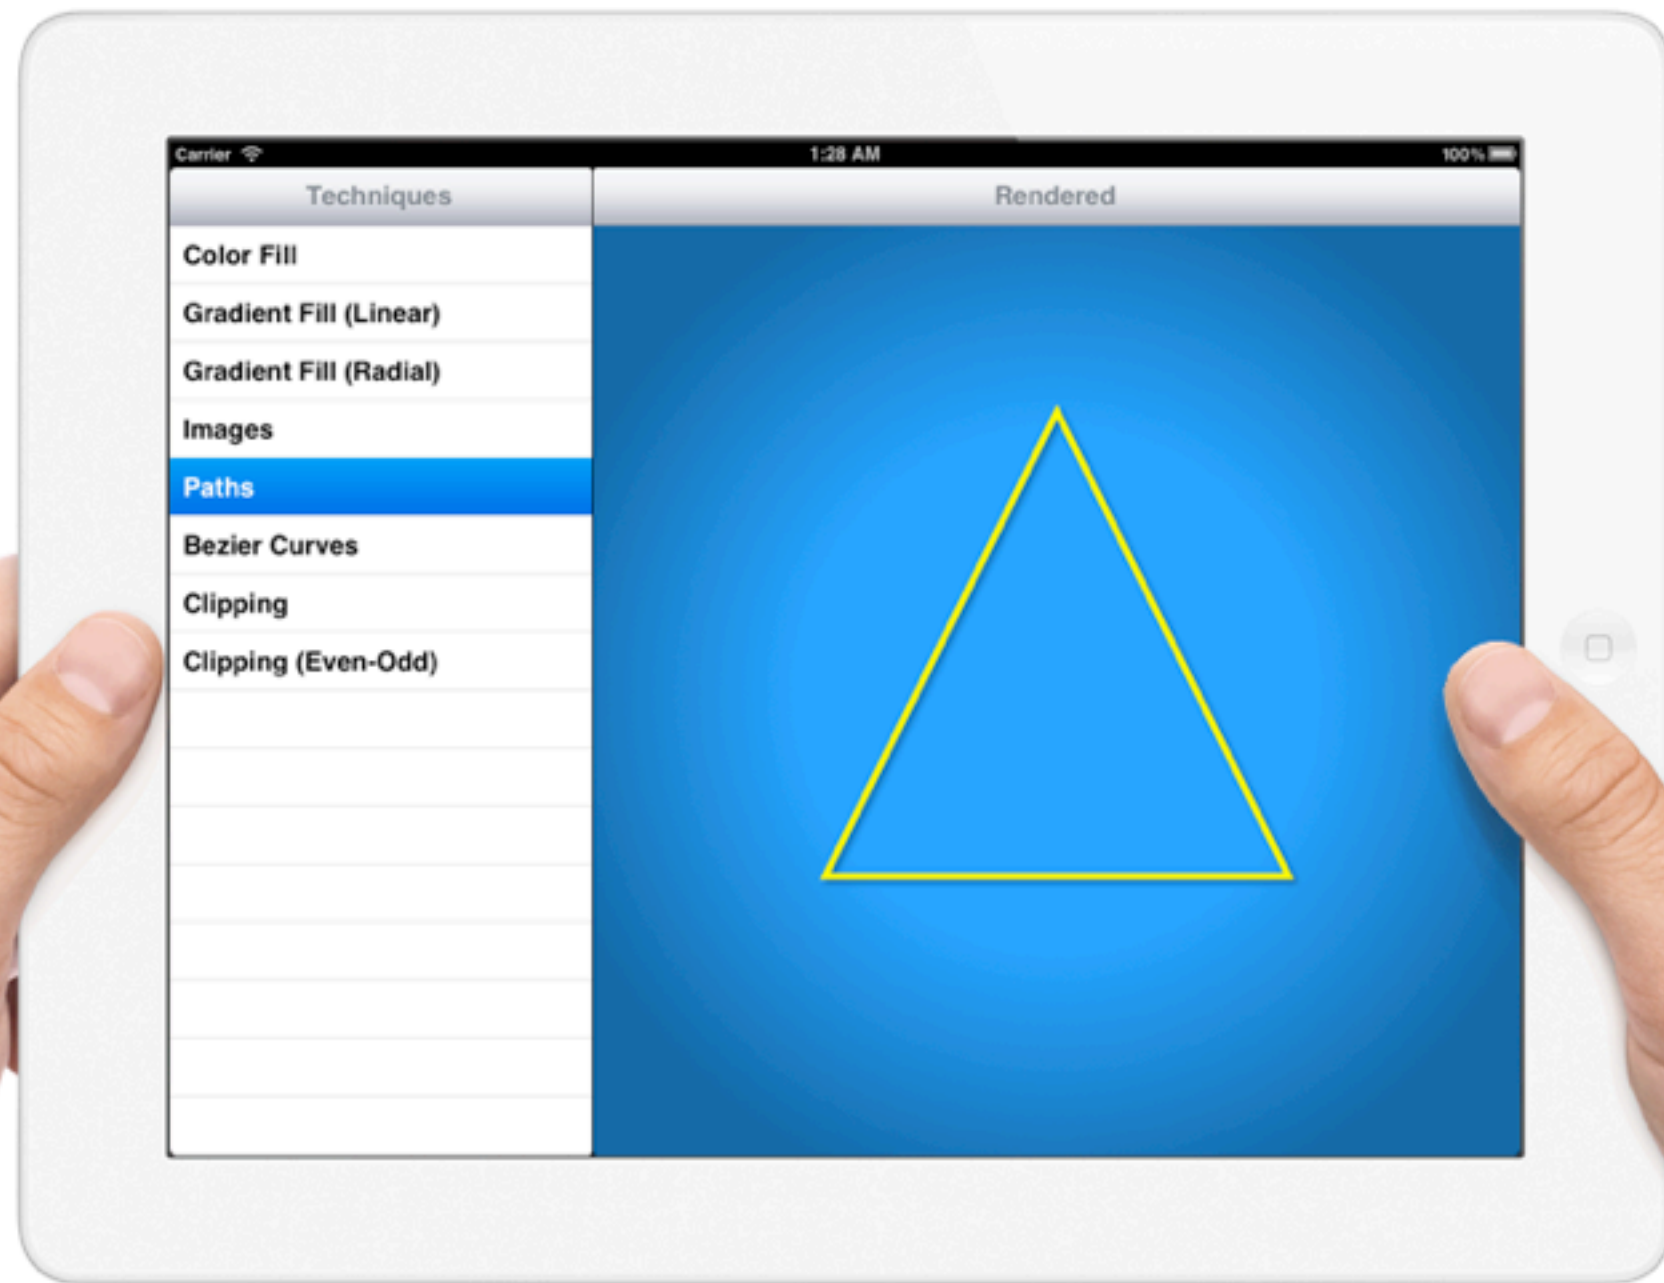 Carrier
1:28 AM
100%
Techniques
Rendered
Color Fill
Gradient Fill (Linear)
Gradient Fill (Radial)
Images
Paths
Bezier Curves
Clipping
Clipping (Even-Odd)